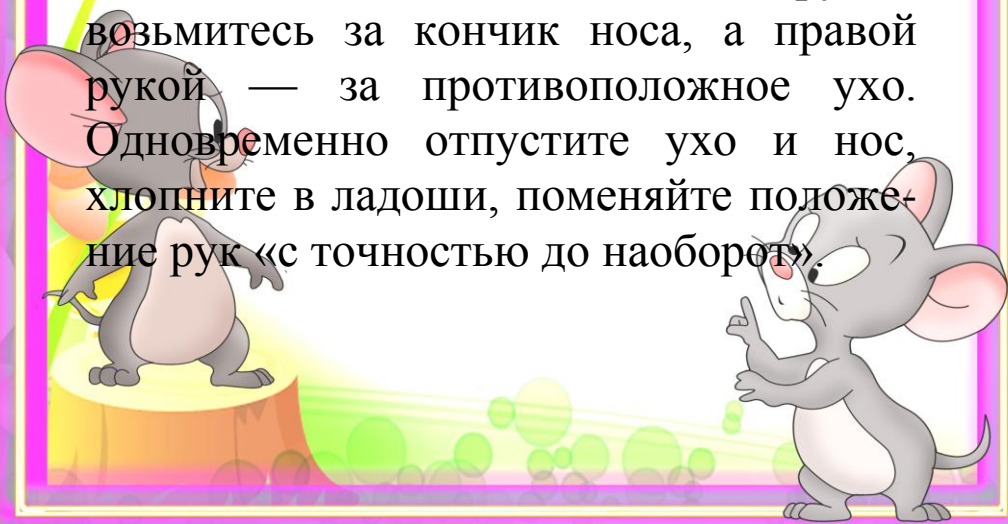 возьмитесь за кончик носа, а правой
рукой — за противоположное ухо.
Одновременно отпустите ухо и нос,
хлопните в ладоши, поменяйте положе-
ние рук «с точностью до наоборот».